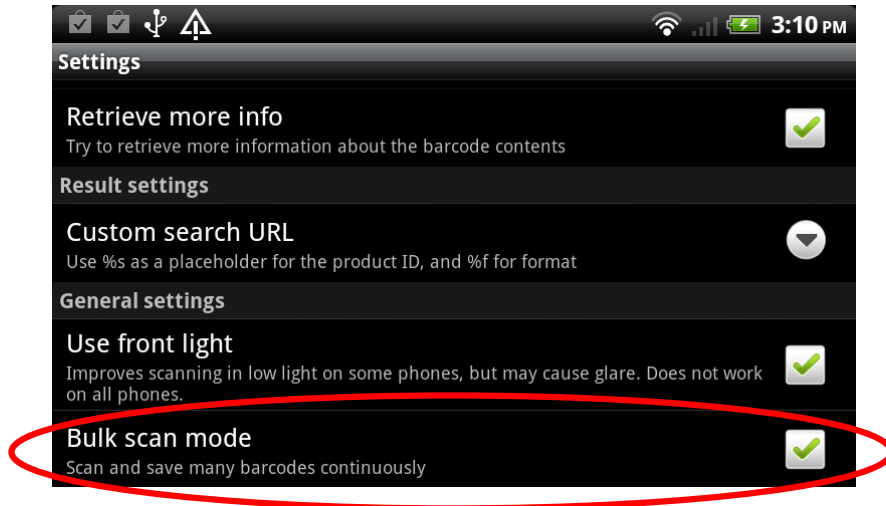 3:10 PM
Settings
Retrieve more info
Try to retrieve more information about the barcode contents
Result settings
Custom search URL
Use %s as a placeholder for the product ID, and %f for format
General settings
Use front light
Improves scanning in low light on some phones, but may cause glare. Does not work
on all phones.
Bulk scan mode
Scan and save many barcodes continuously